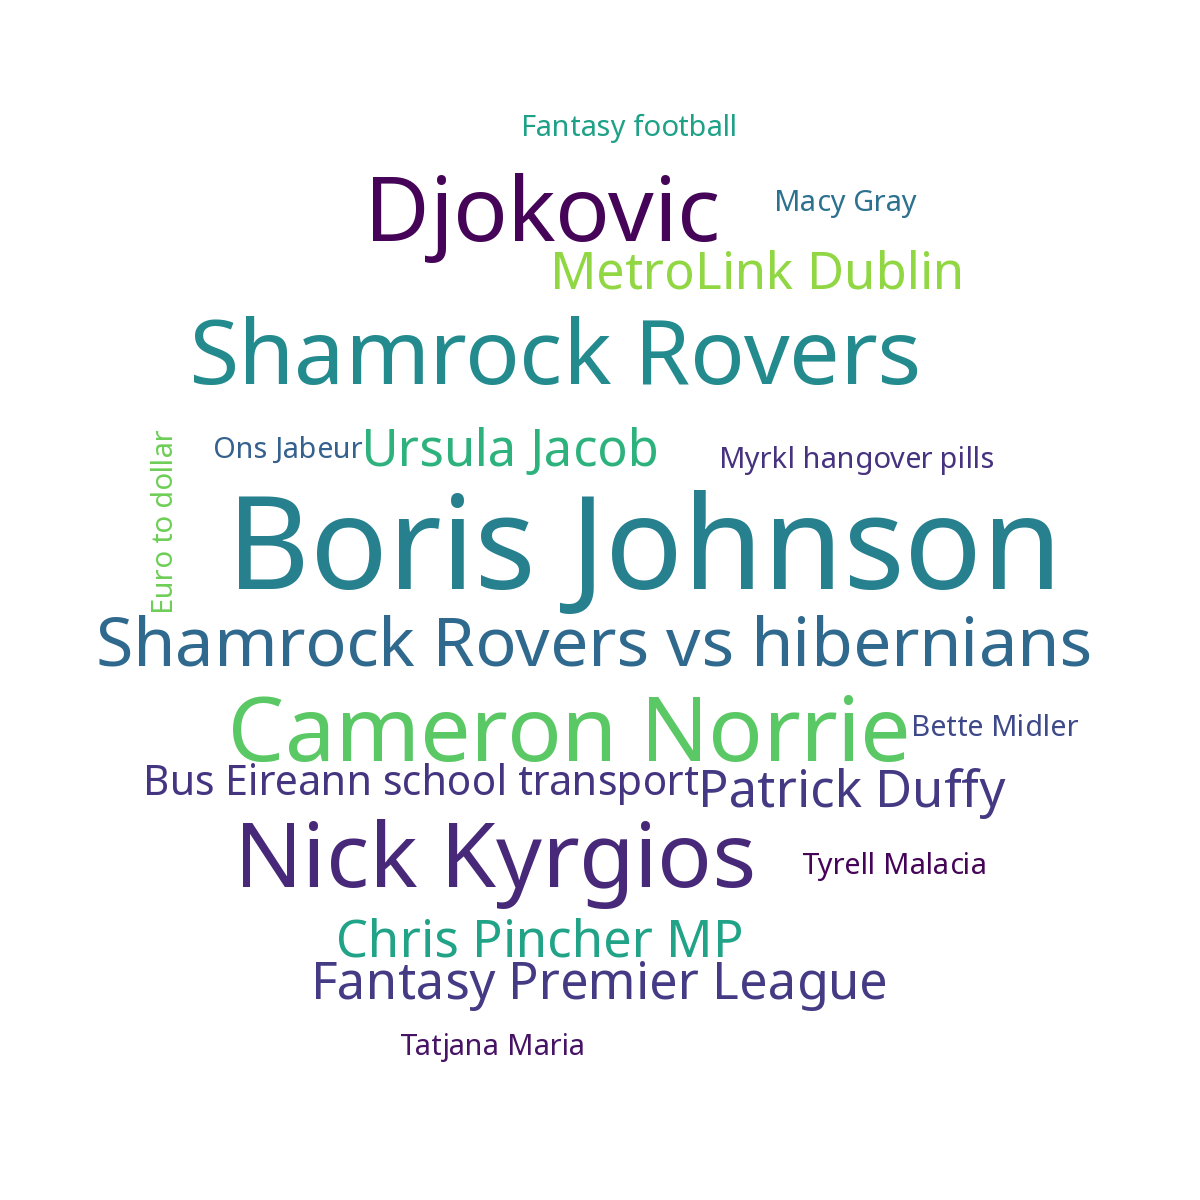 Fantasy football
Djokovic
Macy Gray
MetroLink Dublin
Shamrock Rovers
Euro to dollar
Ons Jabeur
Ursula Jacob
Myrkl hangover pills
Boris Johnson
Shamrock Rovers vs hibernians
Cameron Norrie
Bette Midler
Bus Eireann school transport
Patrick Duffy
Nick Kyrgios
Tyrell Malacia
Chris Pincher MP
Fantasy Premier League
Tatjana Maria